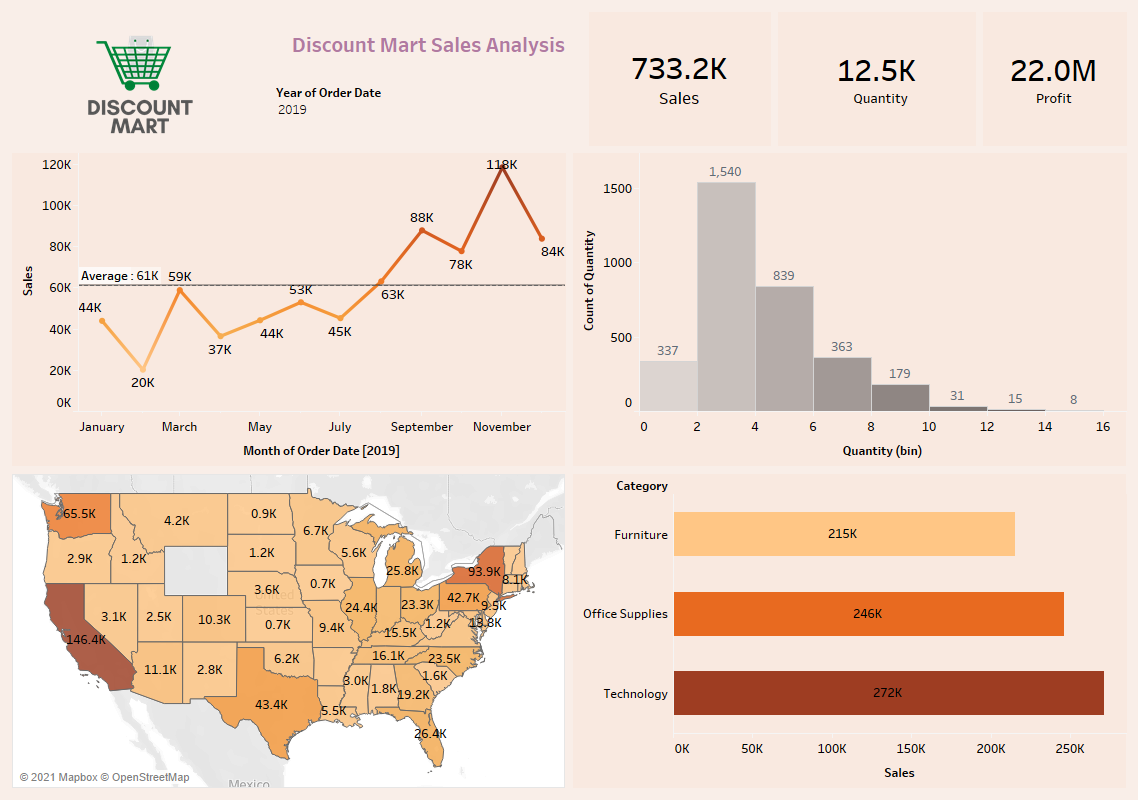 DISCOUNT
MART
Discount Mart Sales Analysis
Year of Order Date
2019
733.2K
Sales
12.5K
Quantity
22.0M
Profit
Sales
120K
100K
80K
60K
40K
20K
0K
Average : 61K
44K
20K
59K
37K
44K
53K
45K
63K
88K
78K
118K
84K
January
March
May
July
September
November
Month of Order Date [2019]
Count of Quantity
1500
1000
500
0
337
1,540
839
363
179
31
15
8
0
2
4
6
8
10
12
14
16
Quantity (bin)
65.5K
4.2K
0.9K
6.7K
2.9K
1.2K
1.2K
5.6K
25.8K
93.9K
8.1K
3.6K
0.7K
42.7K
9.5K
United
States
3.1K
2.5K
10.3K
0.7K
24.4K
23.3K
1.2K
13.8K
146.4K
9.4K
15.5K
11.1K
2.8K
6.2K
16.1K
23.5K
3.0K
1.8K
19.2K
1.6K
43.4K
5.5K
26.4K
© 2021 Mapbox © OpenStreetMap
Mexico
Category
Furniture
215K
Office Supplies
246K
Technology
272K
0K
50K
100K
150K
200K
250K
Sales